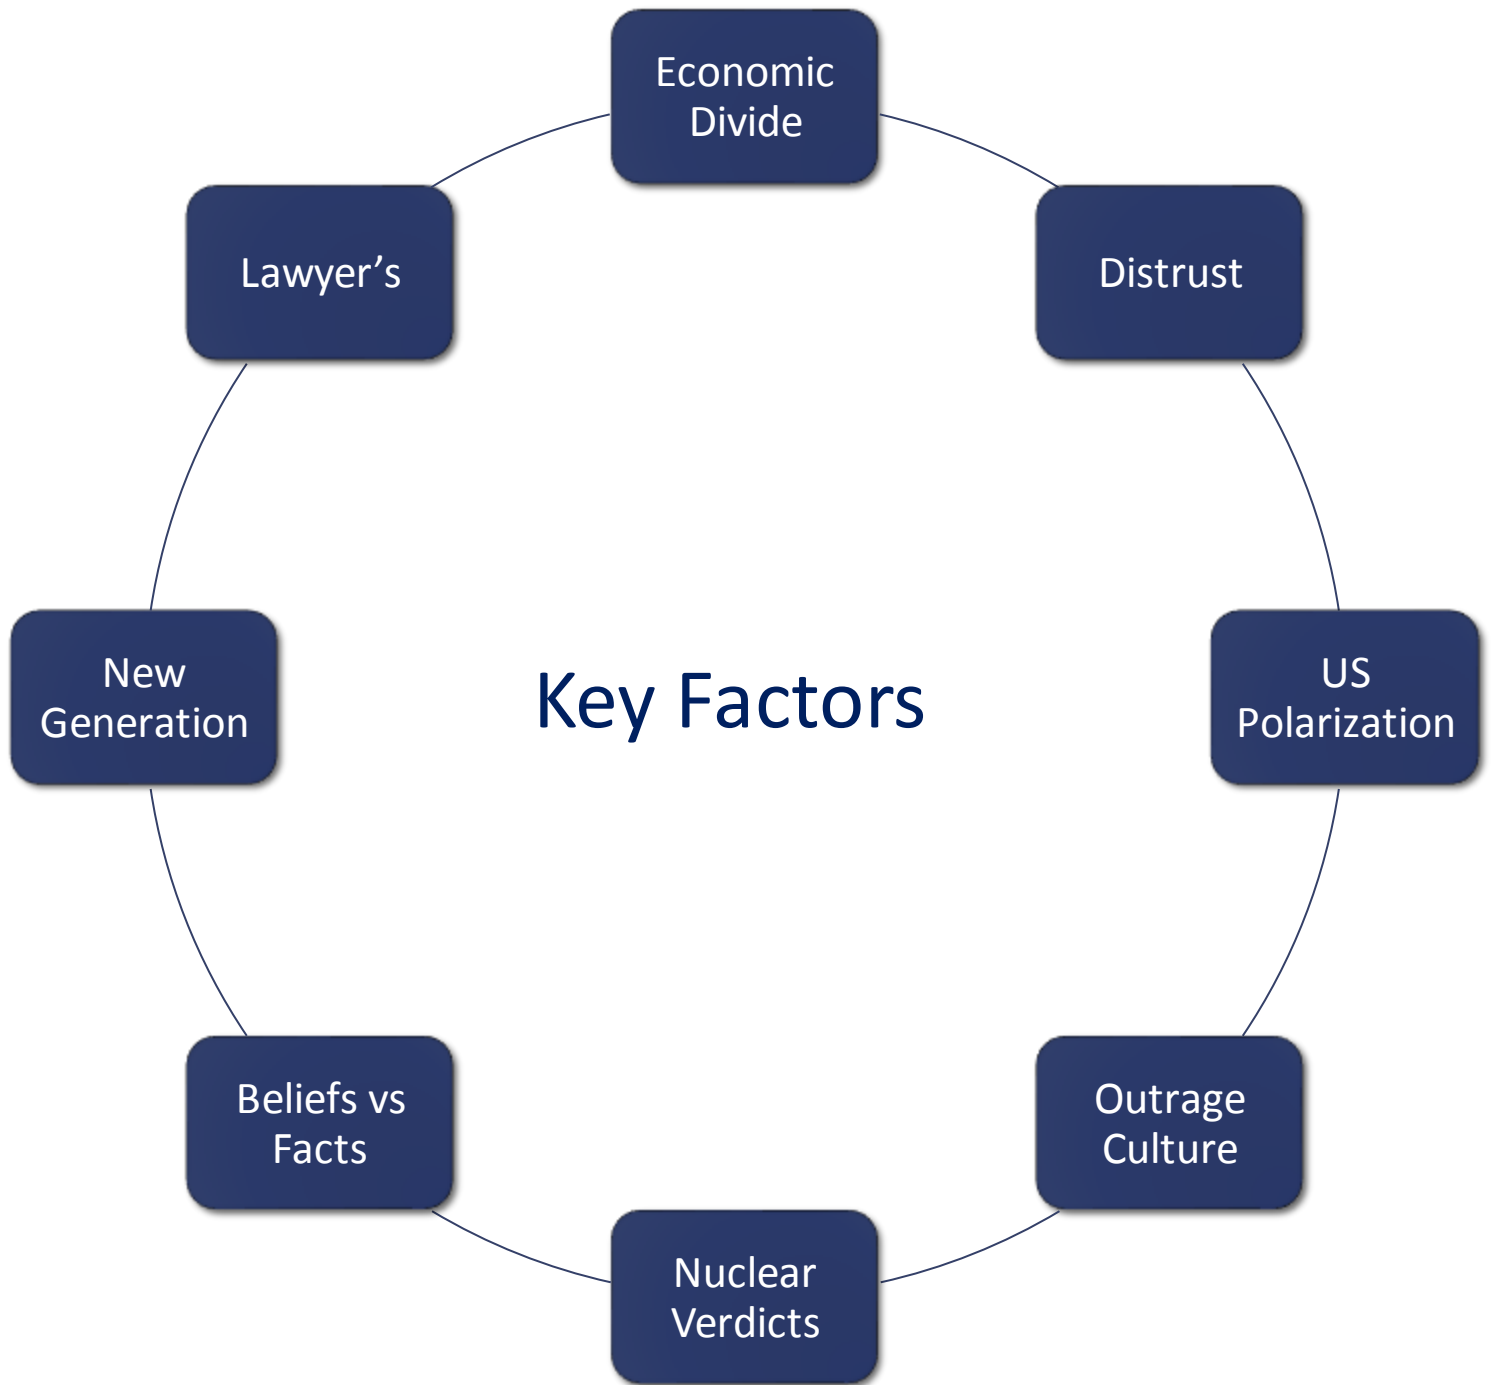 Economic
Divide
Lawyer’s
Distrust
New
Generation
Key Factors
US
Polarization
Beliefs vs
Facts
Outrage
Culture
Nuclear
Verdicts